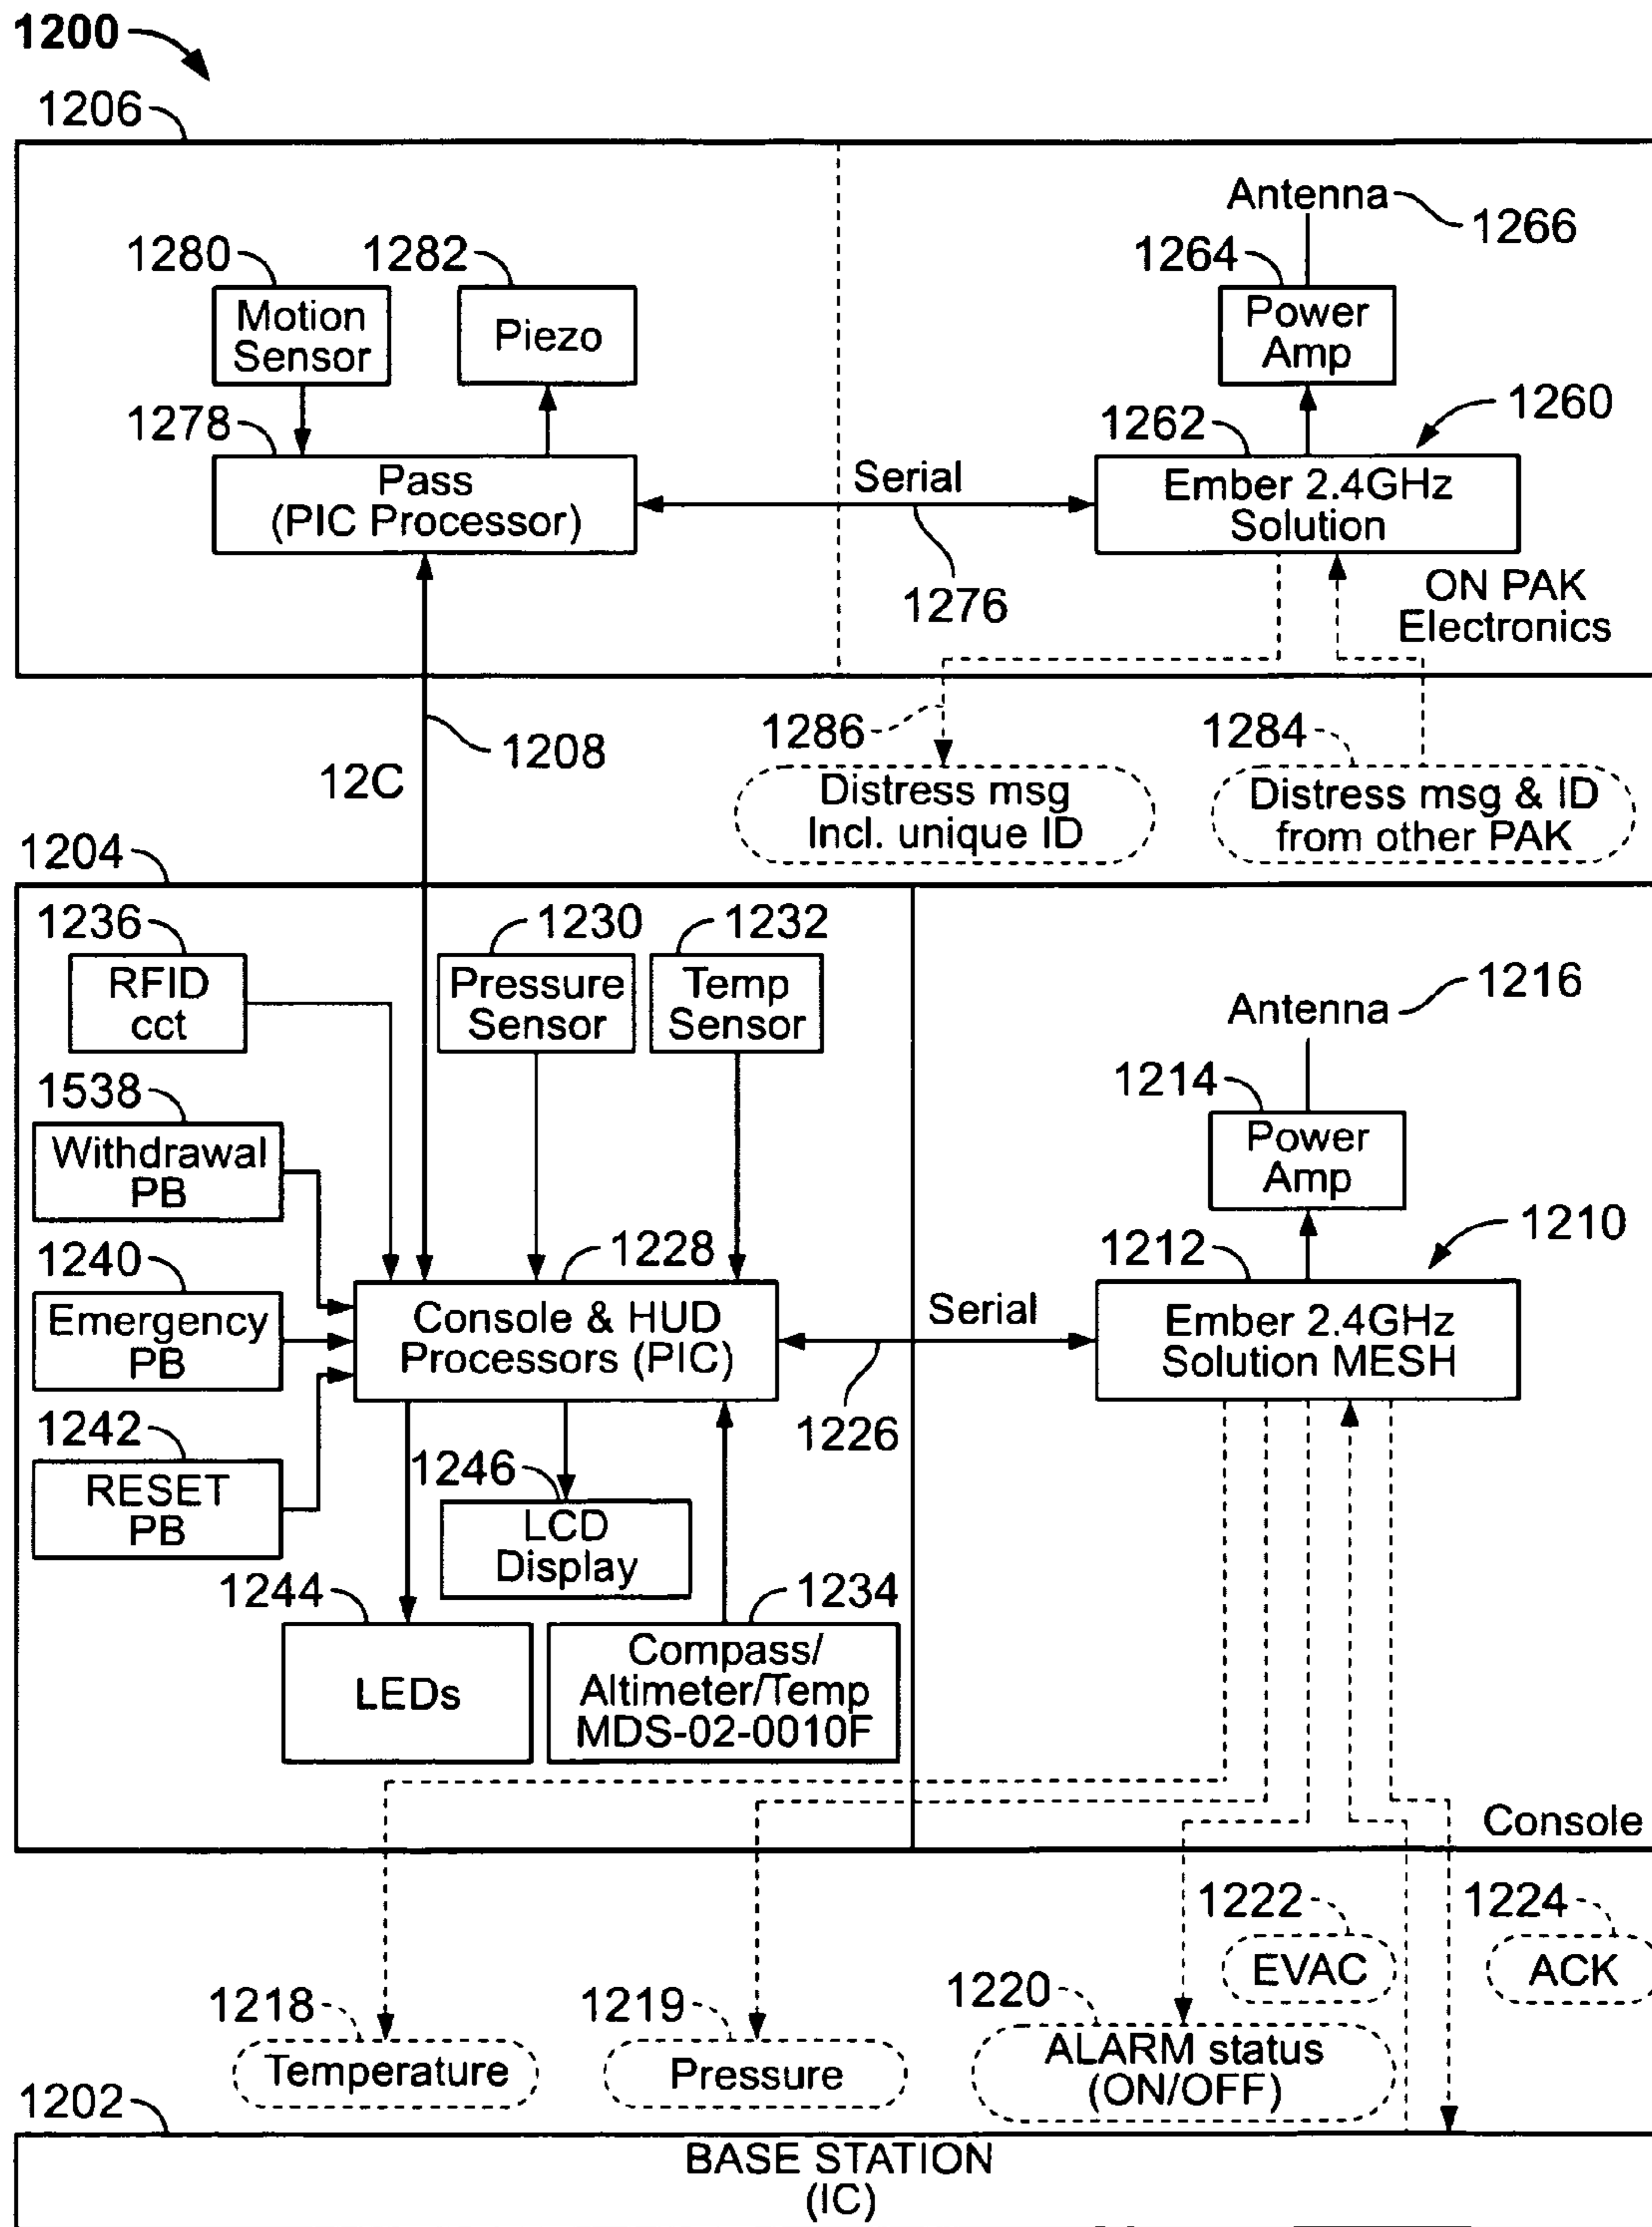 1200
1206
Antenna
1266
1280
1282
1264
Motion
Sensor
Piezo
Power
Amp
1278
1262
1260
Pass
(PIC Processor)
Serial
Ember 2.4GHz
Solution
1276
ON PAK
Electronics
1208
12C
1286
1284
Distress msg
Incl. unique ID
Distress msg & ID
from other PAK
1204
1236
1230
1232
RFID
cct
Pressure
Sensor
Temp
Sensor
Antenna
1216
1538
Withdrawal
PB
1214
Power
Amp
1240
Emergency
PB
1228
Console & HUD
Processors (PIC)
Serial
1212
1210
Ember 2.4GHz
Solution MESH
1226
1242
RESET
PB
1246
LCD
Display
1244
LEDs
1234
Compass/
Altimeter/Temp
MDS-02-0010F
Console
1222
EVAC
1224
ACK
1218
Temperature
1219
Pressure
1220
ALARM status
(ON/OFF)
1202
BASE STATION
(IC)